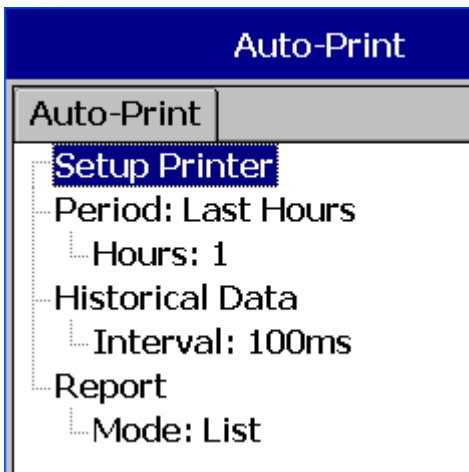 Auto-Print
Auto-Print
Setup Printer
Period: Last Hours
Hours: 1
Historical Data
Interval: 100ms
Report
Mode: List